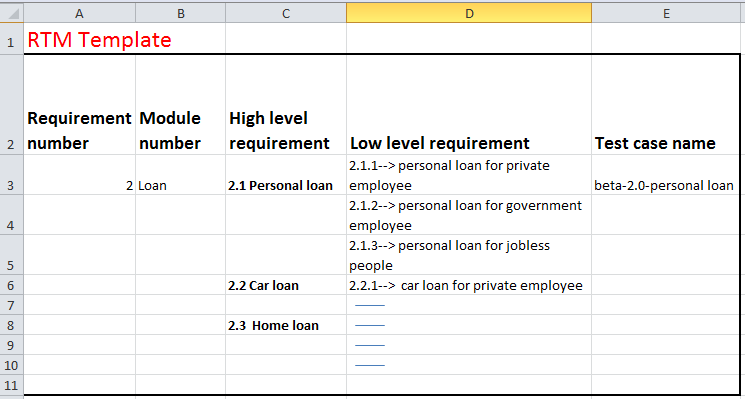 A B C D E
1 RTM Template
2 Requirement number Module number High level requirement Low level requirement Test case name
3 2 Loan 2.1 Personal loan 2.1.1--> personal loan for private employee beta-2.0-personal loan
4 2.1.2--> personal loan for government employee
5 2.1.3--> personal loan for jobless people
6 2.2 Car loan 2.2.1--> car loan for private employee
7
8 2.3 Home loan
9
10
11